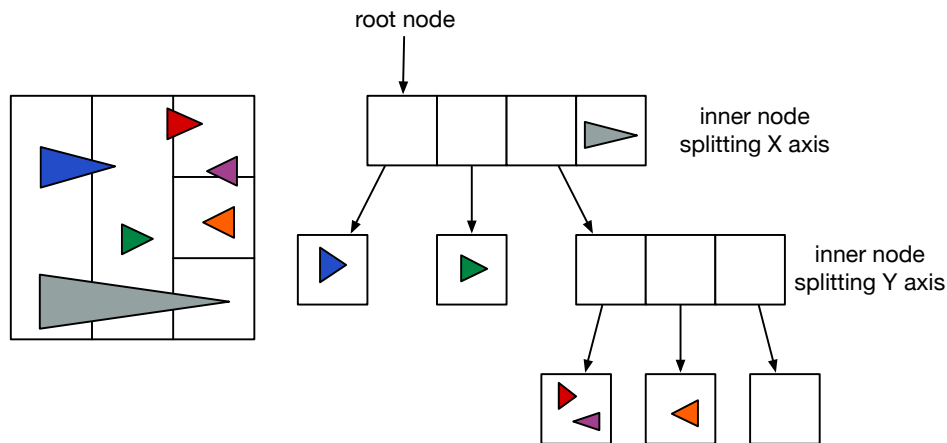 root node
inner node
splitting X axis
inner node
splitting Y axis